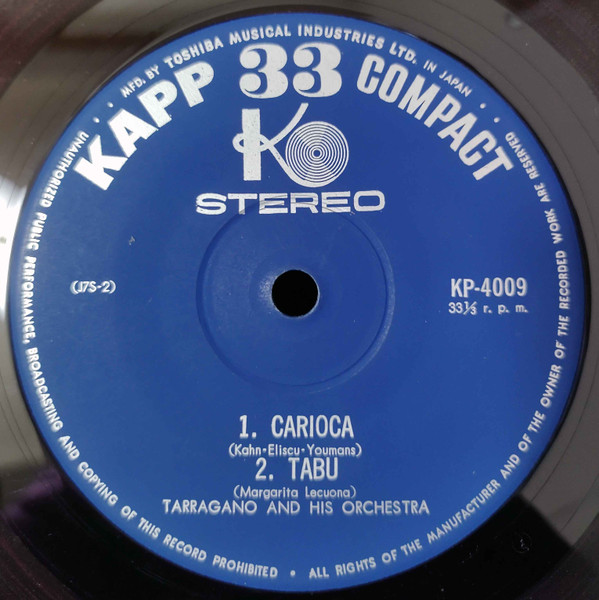 MFD. BY TOSHIBA MUSICAL INDUSTRIES LTD. IN JAPAN
KAPP 33 COMPACT
K
STEREO
(J7S-2)
KP-4009
33⅓ r. p. m.
1. CARIOCA
(Kahn-Eliscu-Youmans)
2. TABU
(Margarita Lecuona)
TARRAGANO AND HIS ORCHESTRA
UNAUTHORIZED PUBLIC PERFORMANCE, BROADCASTING AND COPYING OF THIS RECORD PROHIBITED • ALL RIGHTS OF THE MANUFACTURER AND OF THE OWNER OF THE RECORDED WORK ARE RESERVED